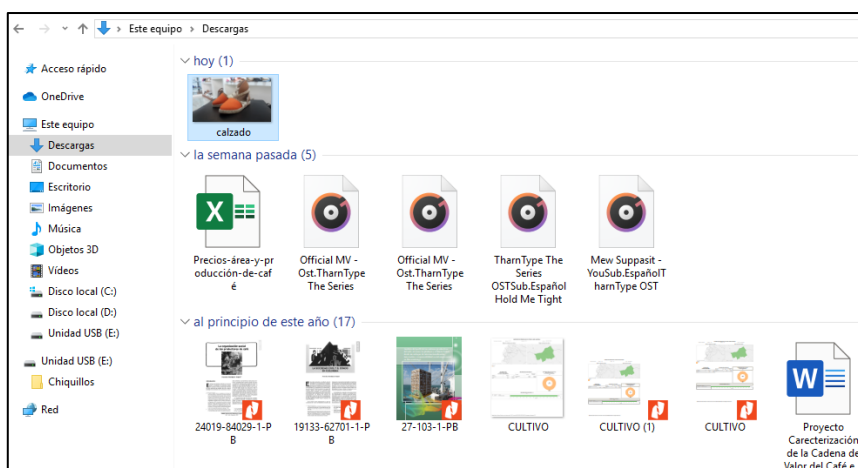 Este equipo > Descargas
Acceso rápido
OneDrive
Este equipo
Descargas
Documentos
Escritorio
Imágenes
Música
Objetos 3D
Vídeos
Disco local (C:)
Disco local (D:)
Unidad USB (E:)
Unidad USB (E:)
Chiquillos
Red
hoy (1)
calzado
la semana pasada (5)
Precios-área-y-pr
oducción-de-caf
é
Official MV -
Ost.TharnType
The Series
Official MV -
Ost.TharnType
The Series
TharnType The
Series
OSTSub.Español
Hold Me Tight
Mew Suppasit -
YouSub.EspañolT
harnType OST
al principio de este año (17)
24019-84029-1-P
B
19133-62701-1-P
B
27-103-1-PB
CULTIVO
CULTIVO (1)
CULTIVO
Proyecto
Carecterización
de la Cadena de
Valor del Café e...